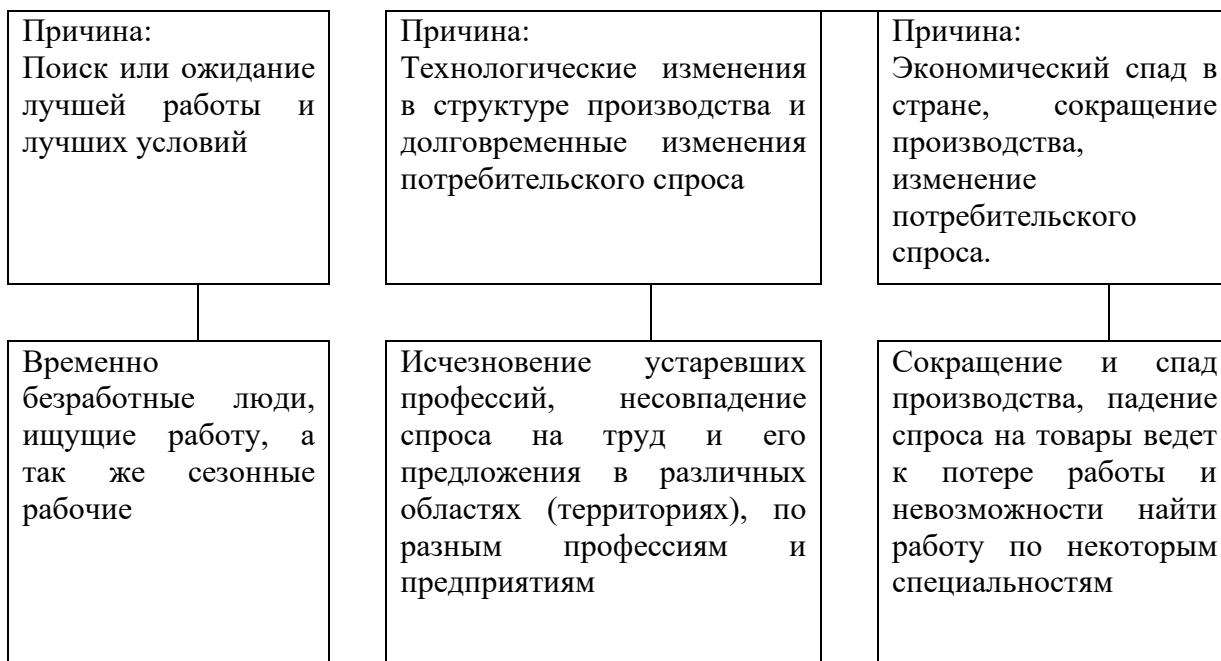 Причина:
Поиск или ожидание
лучшей работы и
лучших условий
Причина:
Технологические изменения
в структуре производства и
долговременные изменения
потребительского спроса
Причина:
Экономический спад в
стране, сокращение
производства,
изменение
потребительского
спроса.
Временно
безработные люди,
ищущие работу, а
так же сезонные
рабочие
Исчезновение устаревших
профессий, несовпадение
спроса на труд и его
предложения в различных
областях (территориях), по
разным профессиям и
предприятиям
Сокращение и спад
производства, падение
спроса на товары ведет
к потере работы и
невозможности найти
работу по некоторым
специальностям